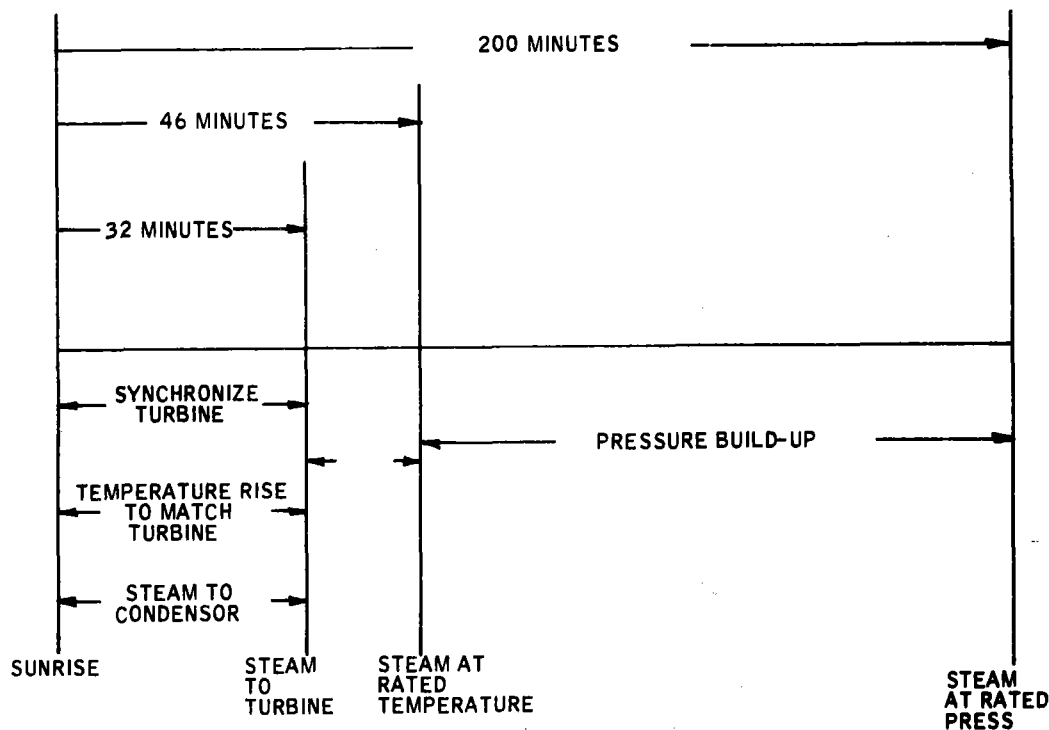 200 MINUTES
46 MINUTES
32 MINUTES
SYNCHRONIZE
TURBINE
PRESSURE BUILD-UP
TEMPERATURE RISE
TO MATCH
TURBINE
STEAM TO
CONDENSOR
SUNRISE
STEAM
TO
TURBINE
STEAM AT
RATED
TEMPERATURE
STEAM
AT RATED
PRESS